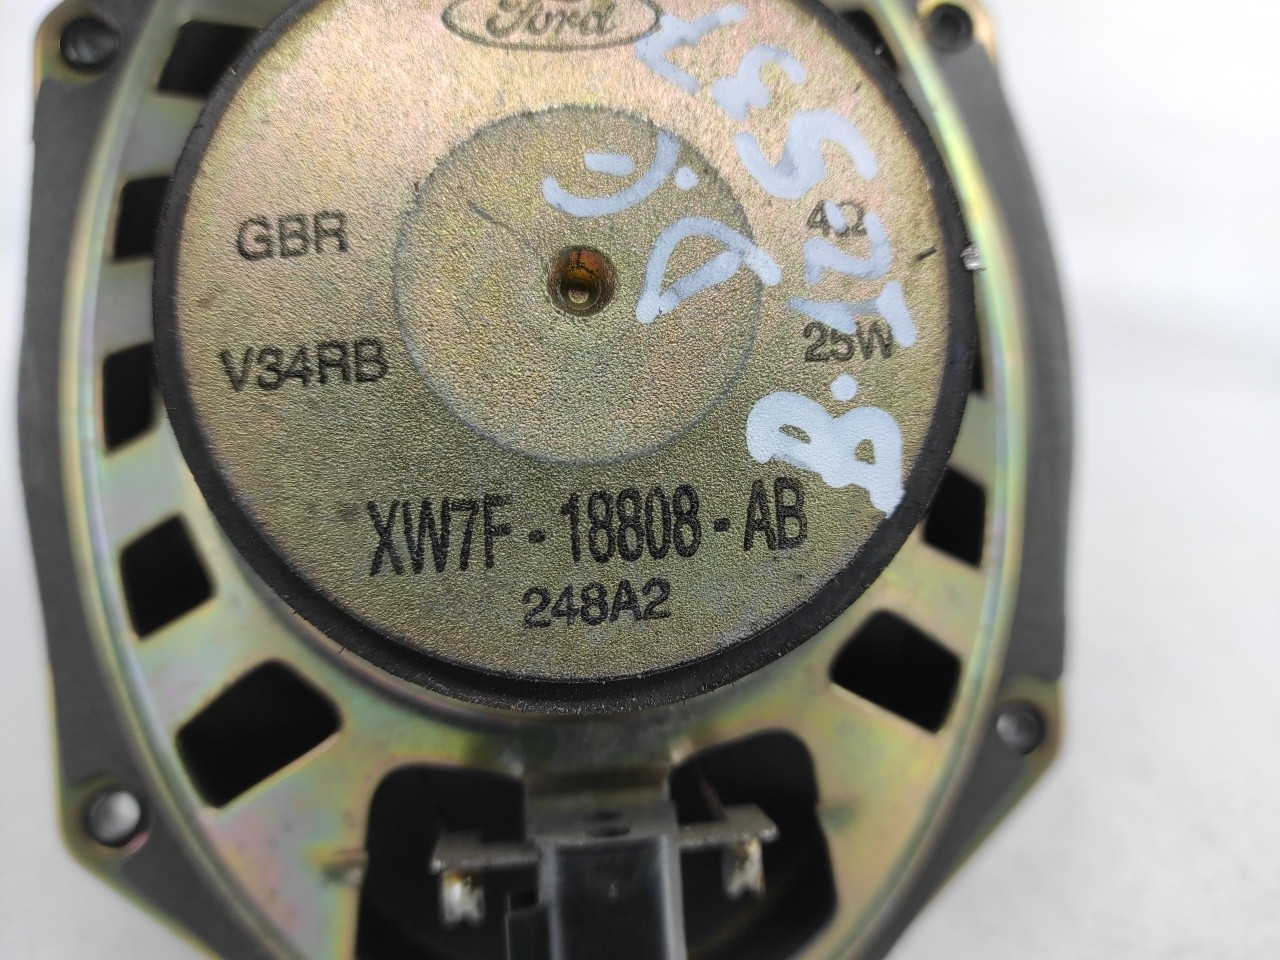 Ford
GBR
4Ω
V34RB
25W
XW7F-18808-AB
248A2